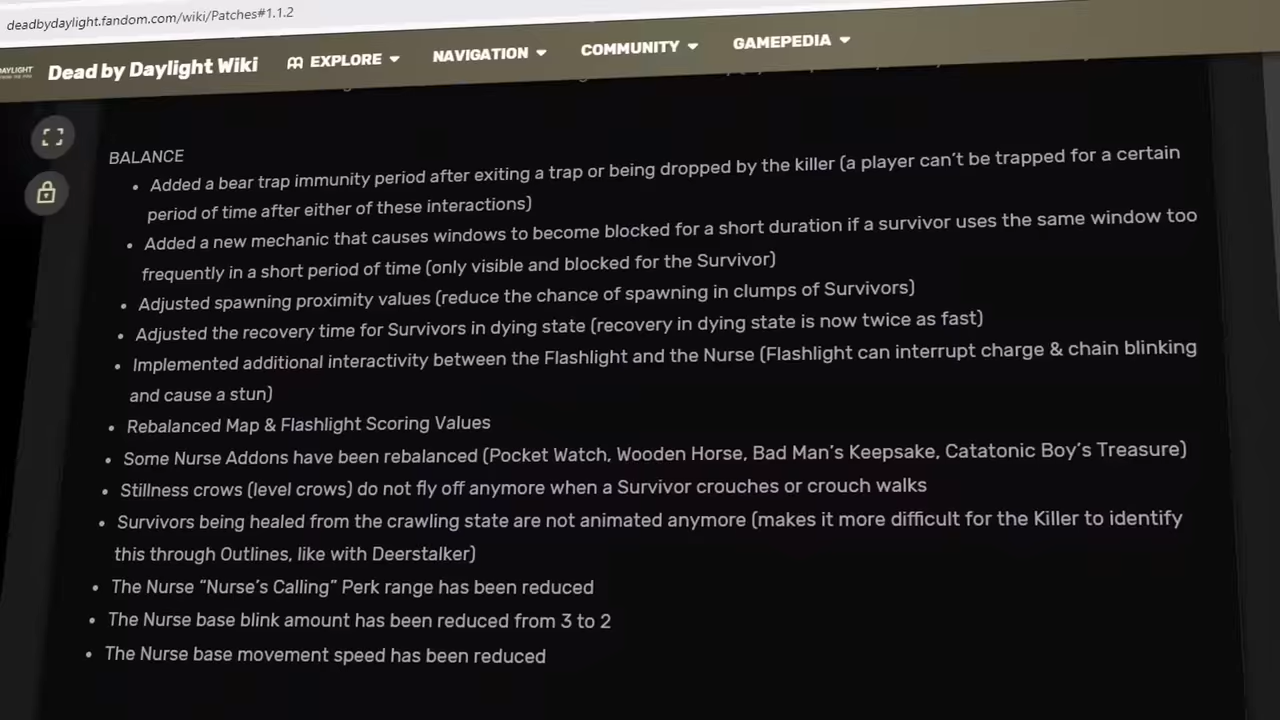 deadbydaylight.fandom.com/wiki/Patches#1.1.2
Dead by Daylight Wiki EXPLORE NAVIGATION COMMUNITY GAMEPEDIA
BALANCE
• Added a bear trap immunity period after exiting a trap or being dropped by the killer (a player can't be trapped for a certain
period of time after either of these interactions)
• Added a new mechanic that causes windows to become blocked for a short duration if a survivor uses the same window too
frequently in a short period of time (only visible and blocked for the Survivor)
• Adjusted spawning proximity values (reduce the chance of spawning in clumps of Survivors)
• Adjusted the recovery time for Survivors in dying state (recovery in dying state is now twice as fast)
• Implemented additional interactivity between the Flashlight and the Nurse (Flashlight can interrupt charge & chain blinking
and cause a stun)
• Rebalanced Map & Flashlight Scoring Values
• Some Nurse Addons have been rebalanced (Pocket Watch, Wooden Horse, Bad Man's Keepsake, Catatonic Boy's Treasure)
• Stillness crows (level crows) do not fly off anymore when a Survivor crouches or crouch walks
• Survivors being healed from the crawling state are not animated anymore (makes it more difficult for the Killer to identify
this through Outlines, like with Deerstalker)
• The Nurse “Nurse's Calling” Perk range has been reduced
• The Nurse base blink amount has been reduced from 3 to 2
• The Nurse base movement speed has been reduced